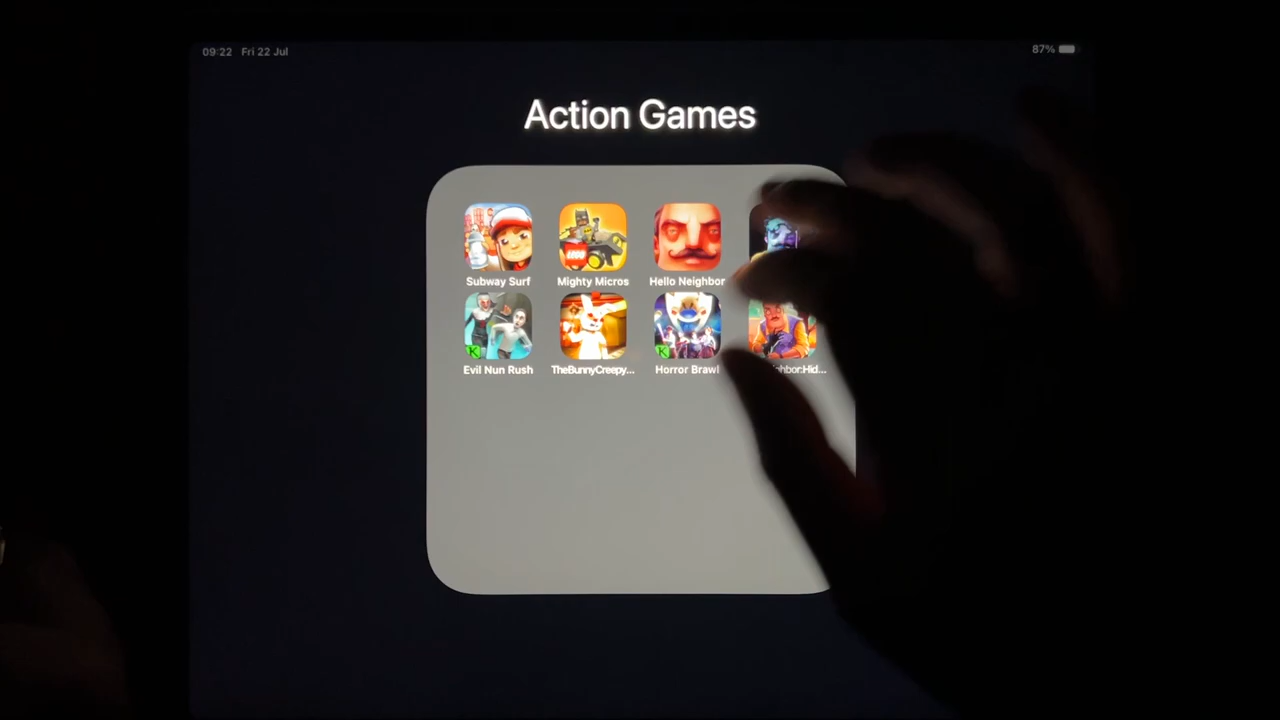 09:22 Fri 22 Jul
87%
Action Games
Subway Surf
Mighty Micros
Hello Neighbor
LEGO
Evil Nun Rush
TheBunnyCreepy...
Horror Brawl
K
K